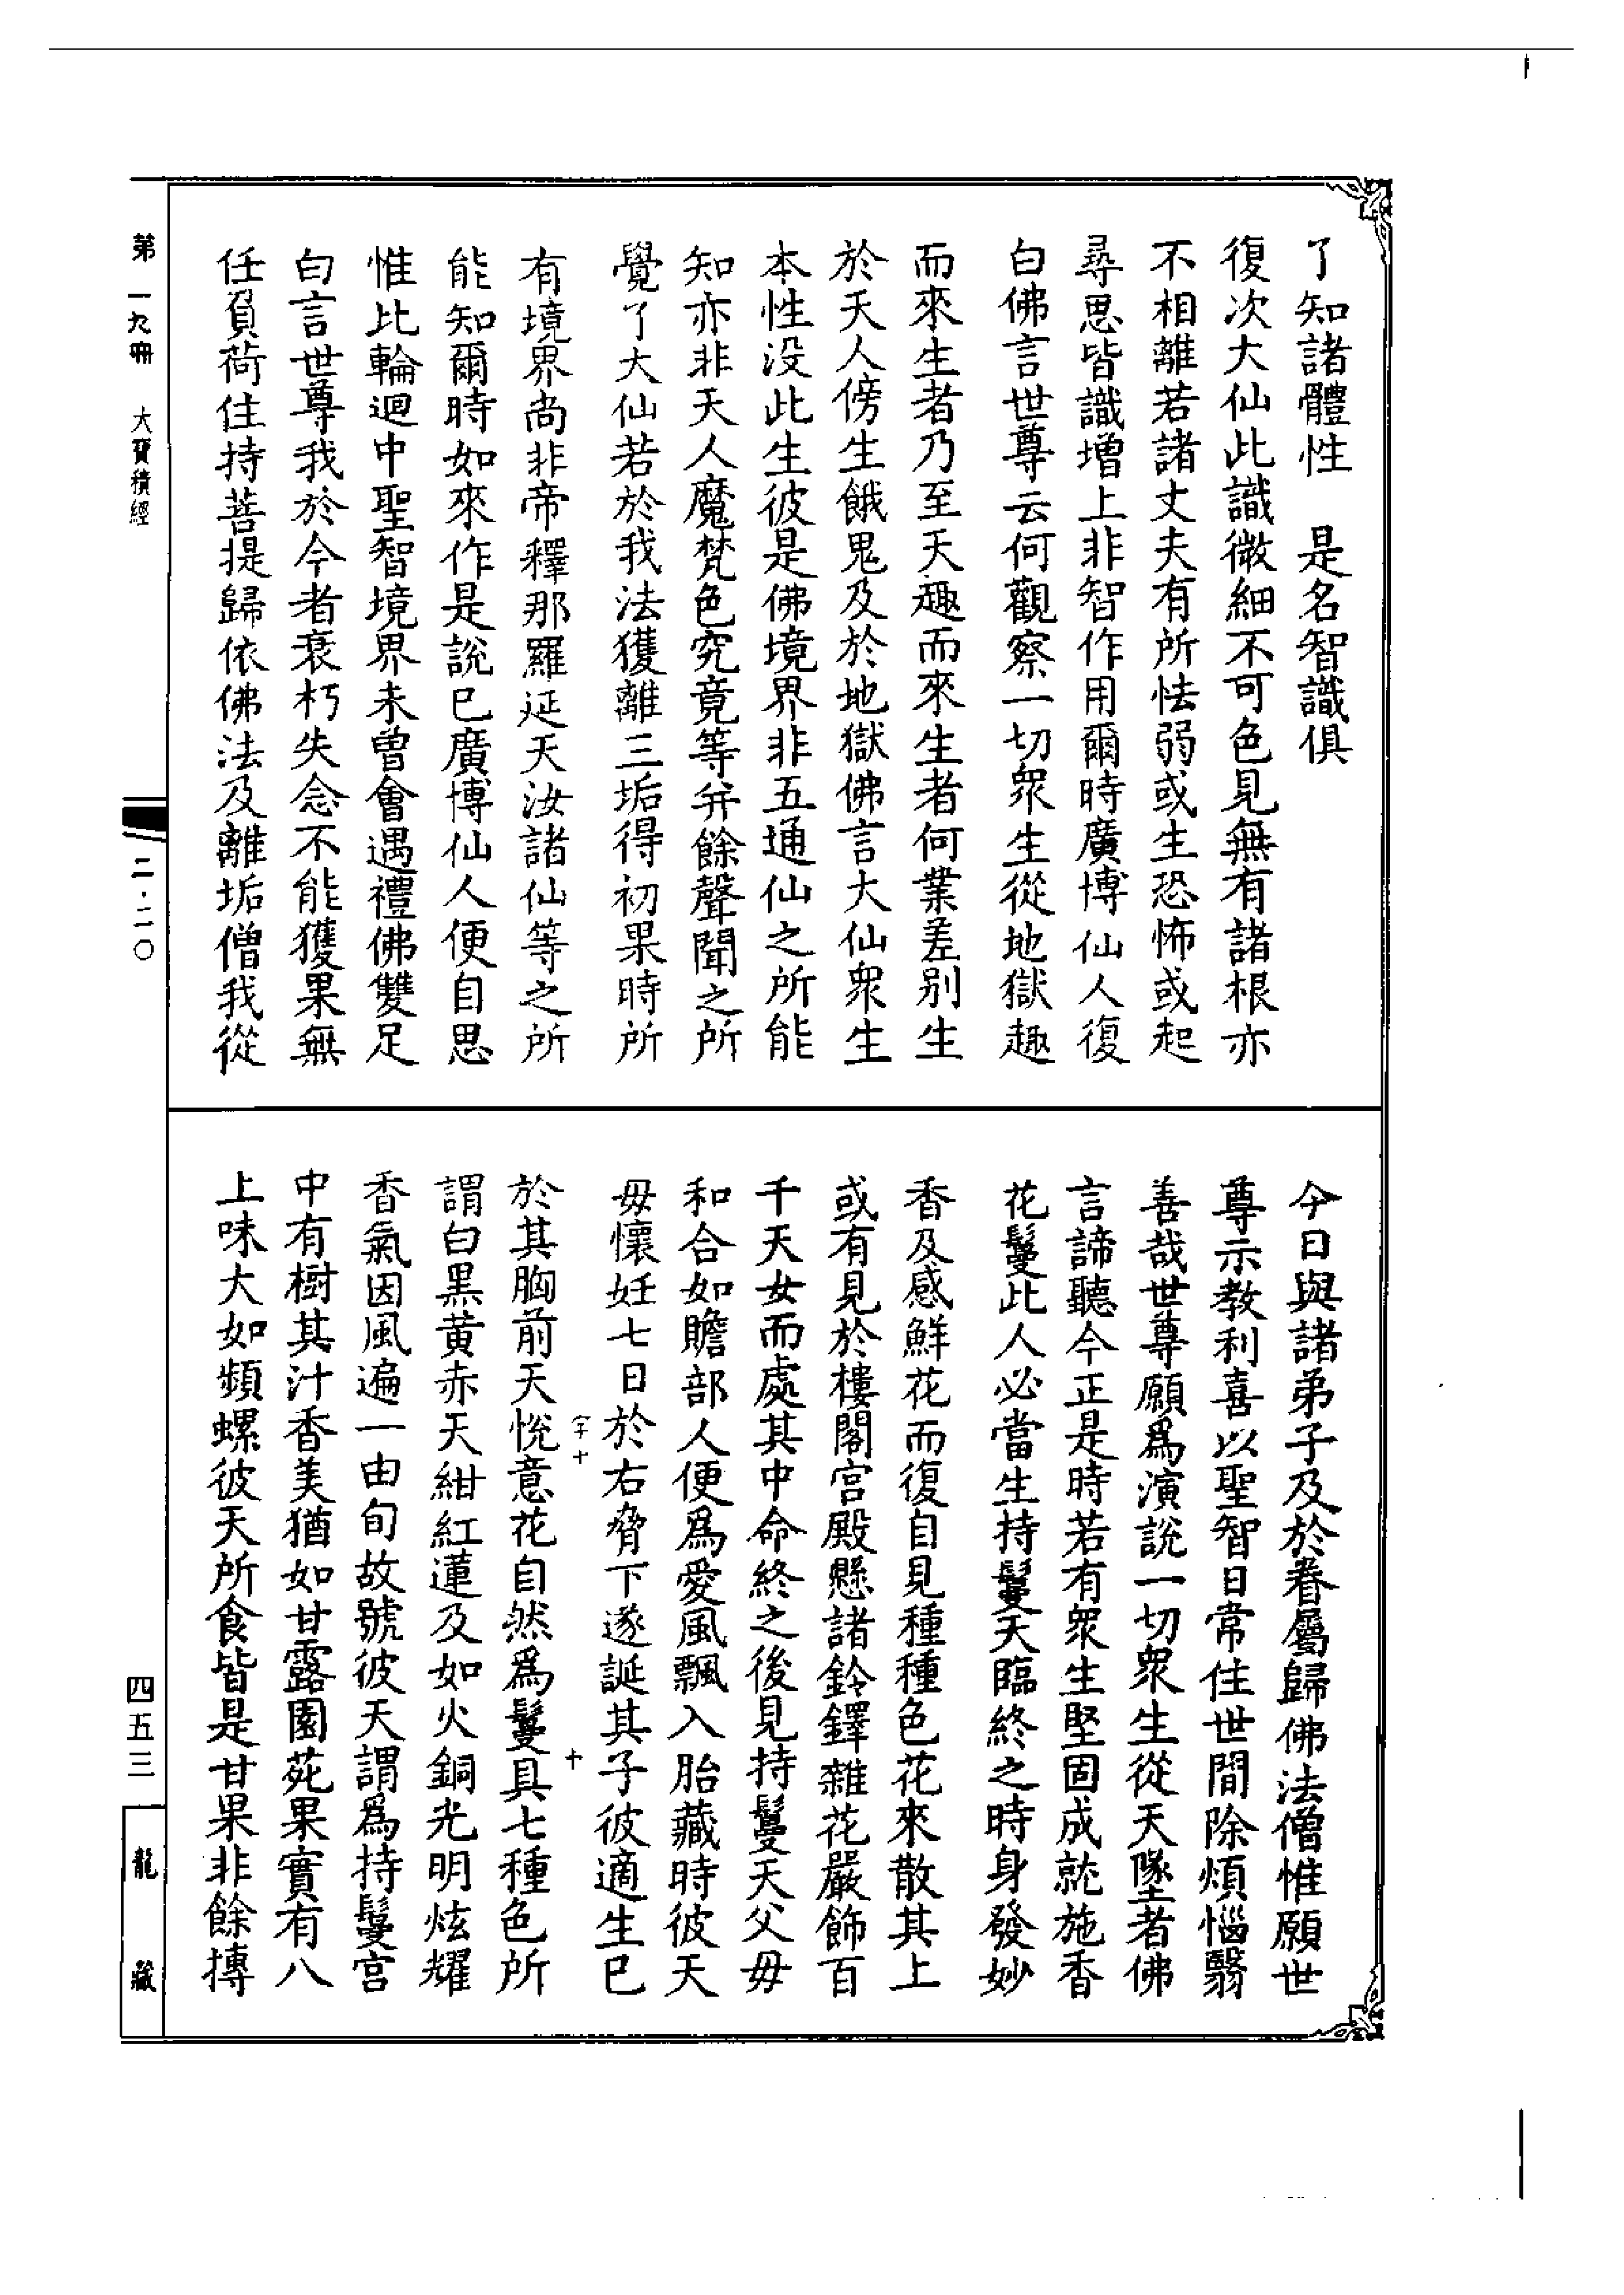 了知諸體性　是名智識俱
復次大仙此識微細不可色見無有諸根亦
不相離若諸丈夫有所怯弱或生恐怖或起
尋思皆識增上非智作用爾時廣博仙人復
白佛言世尊云何觀察一切眾生從地獄趣
而來生者乃至天趣而來生者何業差別生
於天人傍生餓鬼及於地獄佛言大仙眾生
本性沒此生彼是佛境界非五通仙之所能
知亦非天人魔梵色究竟等并餘聲聞之所
覺了大仙若於我法獲離三垢得初果時所
有境界尚非帝釋那羅延天汝諸仙等之所
能知爾時如來作是說已廣博仙人便自思
惟比輪迴中聖智境界未曾會遇禮佛雙足
白言世尊我於今者衰朽失念不能獲果無
任負荷住持菩提歸依佛法及離垢僧我從
今日與諸弟子及於眷屬歸佛法僧惟願世
尊示教利喜以聖智日常住世間除煩惱翳
善哉世尊願為演說一切眾生從天墜者佛
言諦聽今正是時若有眾生堅固成就施香
花鬘此人必當生持鬘天臨終之時身發妙
香及感鮮花而復自見種種色花來散其上
或有見於樓閣宮殿懸諸鈴鐸雜花嚴飾百
千天女而處其中命終之後見持鬘天父母
和合如贍部人便為愛風飄入胎藏時彼天
母懷妊七日於右脅下遂誕其子彼適生已
於其胸前天悅意花自然為鬘具七種色所
謂白黑黃赤天紺紅蓮及如火銅光明炫耀
香氣因風遍一由旬故號彼天謂為持鬘宮
中有樹其汁香美猶如甘露園苑果實有八
上味大如頻螺彼天所食皆是甘果非餘摶
第一九冊　大寶積經
二·二〇
四五三
龍藏